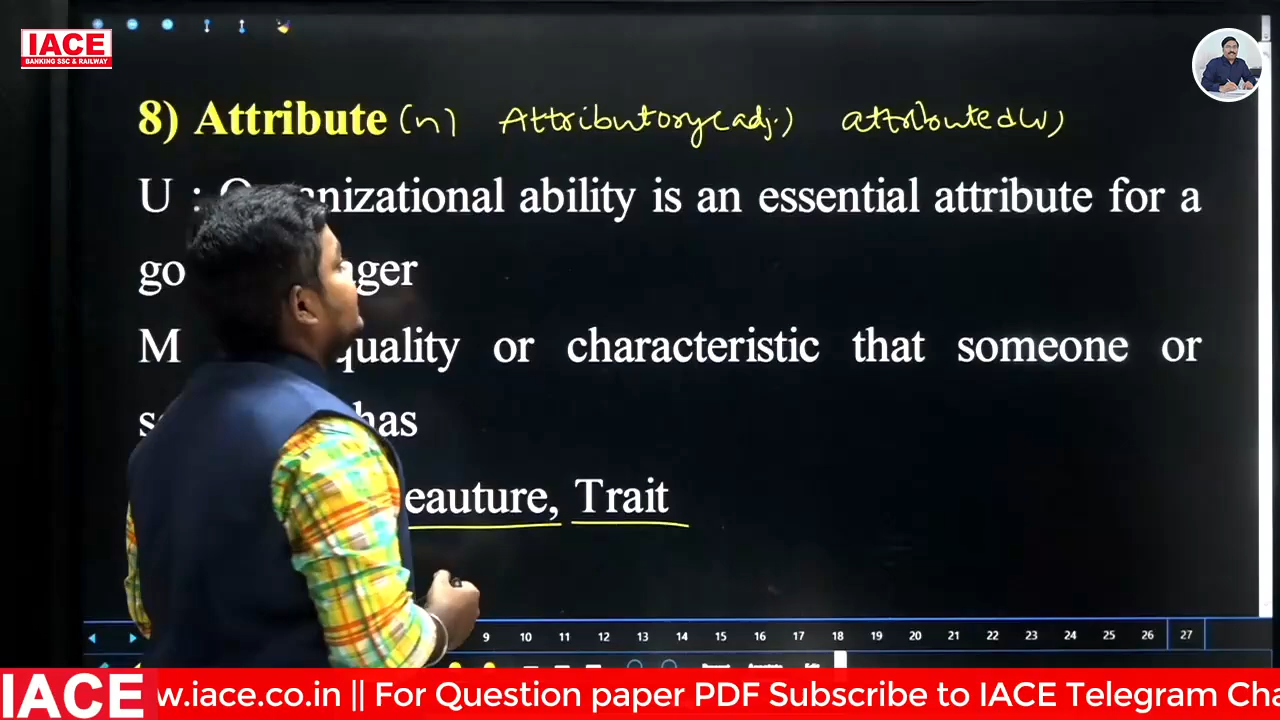 IACE
BANKING SSC & RAILWAY
8) Attribute (n) Attributory(adj.) attributed(v)
U : nizational ability is an essential attribute for a
go ger
M quality or characteristic that someone or
has
eauture, Trait
9 10 11 12 13 14 15 16 17 18 19 20 21 22 23 24 25 26 27
IACE w.iace.co.in || For Question paper PDF Subscribe to IACE Telegram Cha